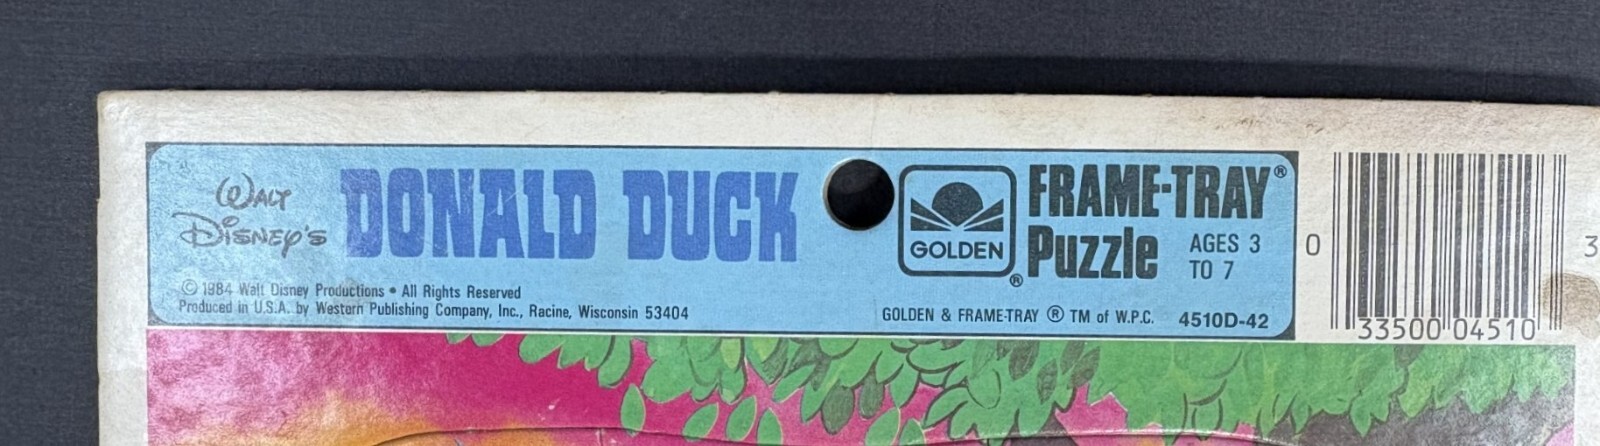 Walt Disney's DONALD DUCK
© 1984 Walt Disney Productions • All Rights Reserved
Produced in U.S.A. by Western Publishing Company, Inc., Racine, Wisconsin 53404
GOLDEN ®
FRAME-TRAY®
Puzzle
AGES 3
TO 7
GOLDEN & FRAME-TRAY ® TM of W.P.C. 4510D-42
0 33500 04510 3